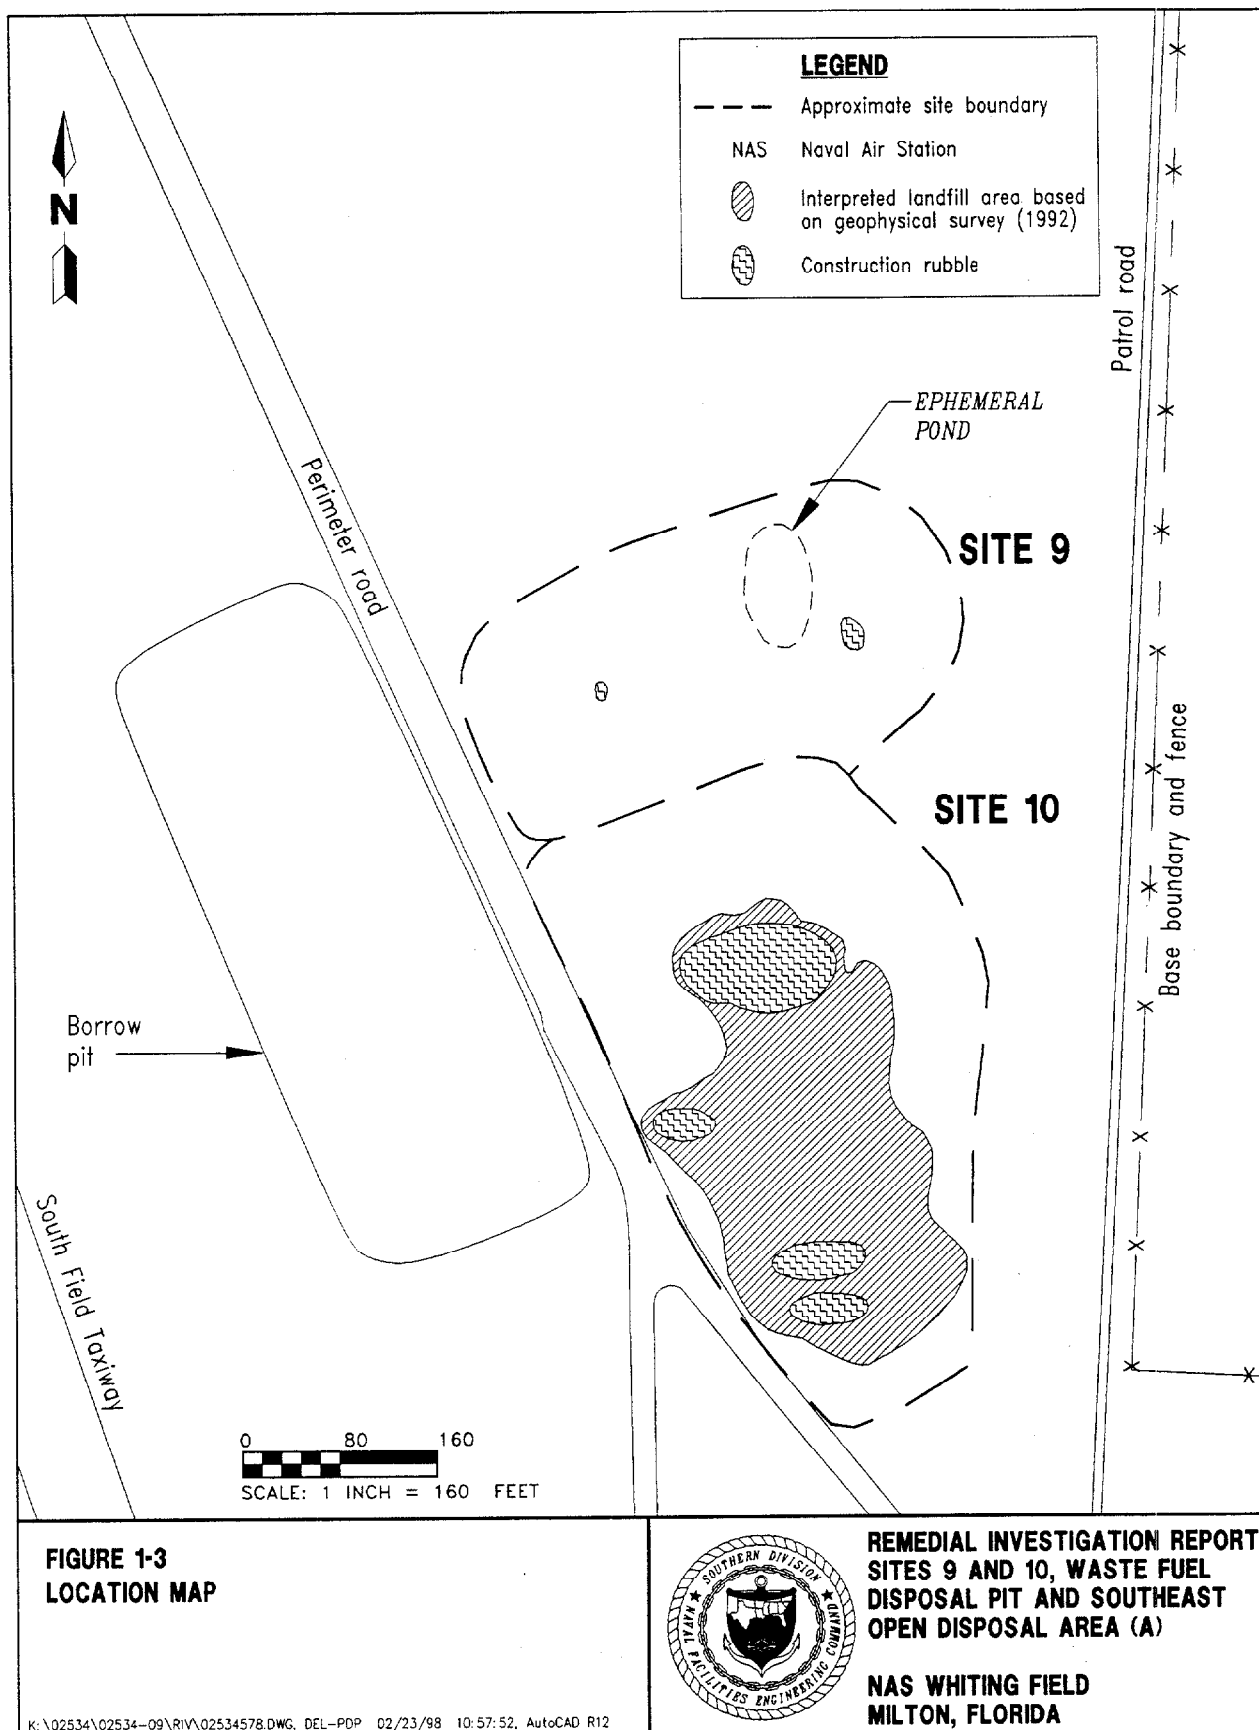 LEGEND
Approximate site boundary
NAS Naval Air Station
Interpreted landfill area based
on geophysical survey (1992)
Construction rubble
N
Patrol road
EPHEMERAL
POND
Perimeter road
SITE 9
SITE 10
Base boundary and fence
Borrow
pit
South Field Taxiway
0 80 160
SCALE: 1 INCH = 160 FEET
FIGURE 1-3
LOCATION MAP
K:\02534\02534-09\RIV\02534578.DWG, DEL-PDP 02/23/98 10:57:52, AutoCAD R12
SOUTHERN DIVISION
NAVAL FACILITIES ENGINEERING COMMAND
REMEDIAL INVESTIGATION REPORT
SITES 9 AND 10, WASTE FUEL
DISPOSAL PIT AND SOUTHEAST
OPEN DISPOSAL AREA (A)
NAS WHITING FIELD
MILTON, FLORIDA